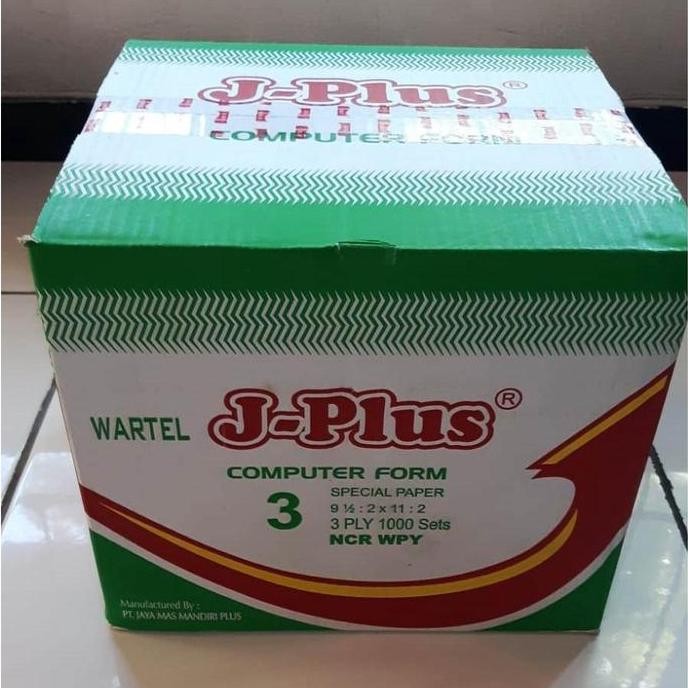 J-Plus®
COMPUTER FORM
WARTEL J-Plus®
COMPUTER FORM
3
SPECIAL PAPER
9 ½ : 2 x 11 : 2
3 PLY 1000 Sets
NCR WPY
Manufactured By :
PT. JAYA MAS MANDIRI PLUS